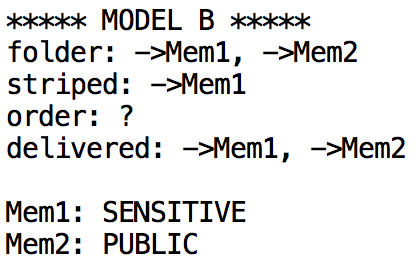 ***** MODEL B *****
folder: ->Mem1, ->Mem2
striped: ->Mem1
order: ?
delivered: ->Mem1, ->Mem2
Mem1: SENSITIVE
Mem2: PUBLIC